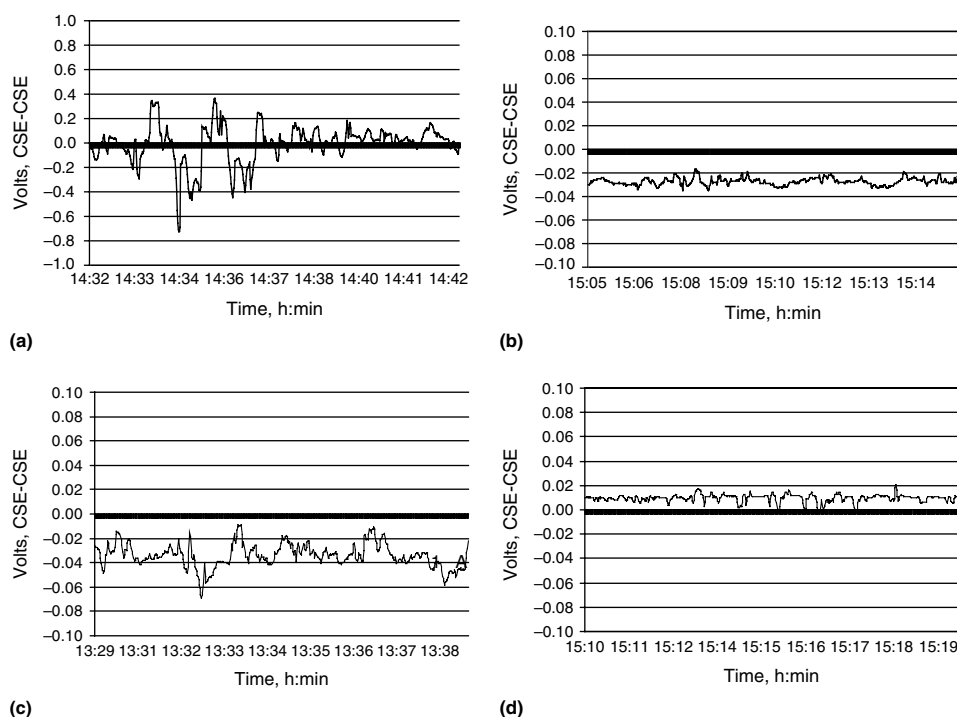 1.0
0.8
0.6
0.4
0.2
0.0
–0.2
–0.4
–0.6
–0.8
–1.0
Volts, CSE-CSE
14:32 14:33 14:34 14:36 14:37 14:38 14:40 14:41 14:42
Time, h:min
(a)
0.10
0.08
0.06
0.04
0.02
0.00
–0.02
–0.04
–0.06
–0.08
–0.10
Volts, CSE-CSE
15:05 15:06 15:08 15:09 15:10 15:12 15:13 15:14
Time, h:min
(b)
0.10
0.08
0.06
0.04
0.02
0.00
–0.02
–0.04
–0.06
–0.08
–0.10
Volts, CSE-CSE
13:29 13:31 13:32 13:33 13:35 13:36 13:37 13:38
Time, h:min
(c)
0.10
0.08
0.06
0.04
0.02
0.00
–0.02
–0.04
–0.06
–0.08
–0.10
Volts, CSE-CSE
15:10 15:11 15:12 15:14 15:15 15:16 15:17 15:18 15:19
Time, h:min
(d)